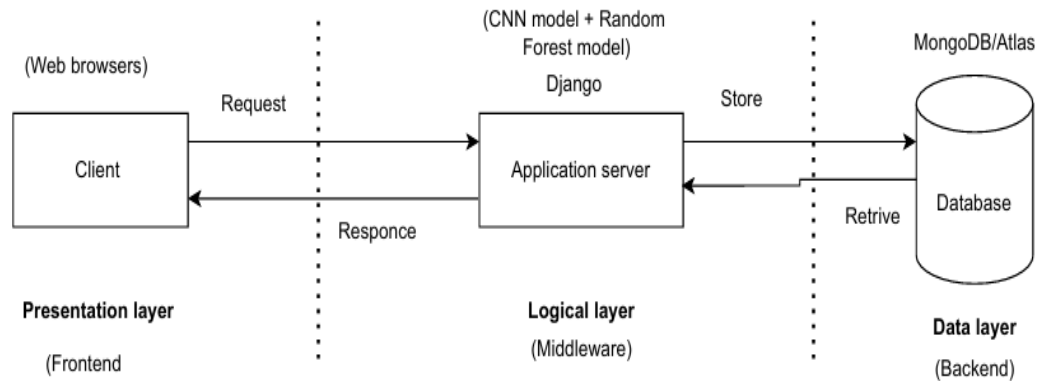 (CNN model + Random
Forest model)
MongoDB/Atlas
(Web browsers)
Django
Request
Store
Client
Application server
Database
Responce
Retrive
Presentation layer
Logical layer
Data layer
(Frontend
(Middleware)
(Backend)